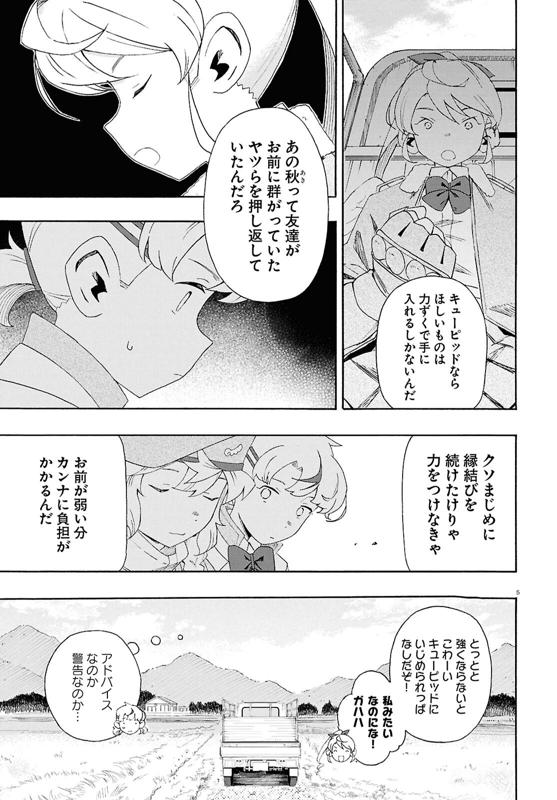 キューピッドなら
ほしいものは
力ずくで手に
入れるしかないんだ
あの秋って友達が
あき
お前に群がっていた
ヤツらを押し返して
いたんだろ
クソまじめに
縁結びを
続けたけりゃ
力をつけなきゃ
お前が弱い分
カンナに負担が
かかるんだ
5
とっとと
強くならないと
こわーい
キューピッドに
いじめられっぱ
なしだぞ!
私みたい
なのにな!
ガハハ
アドバイス
なのか
警告なのか…